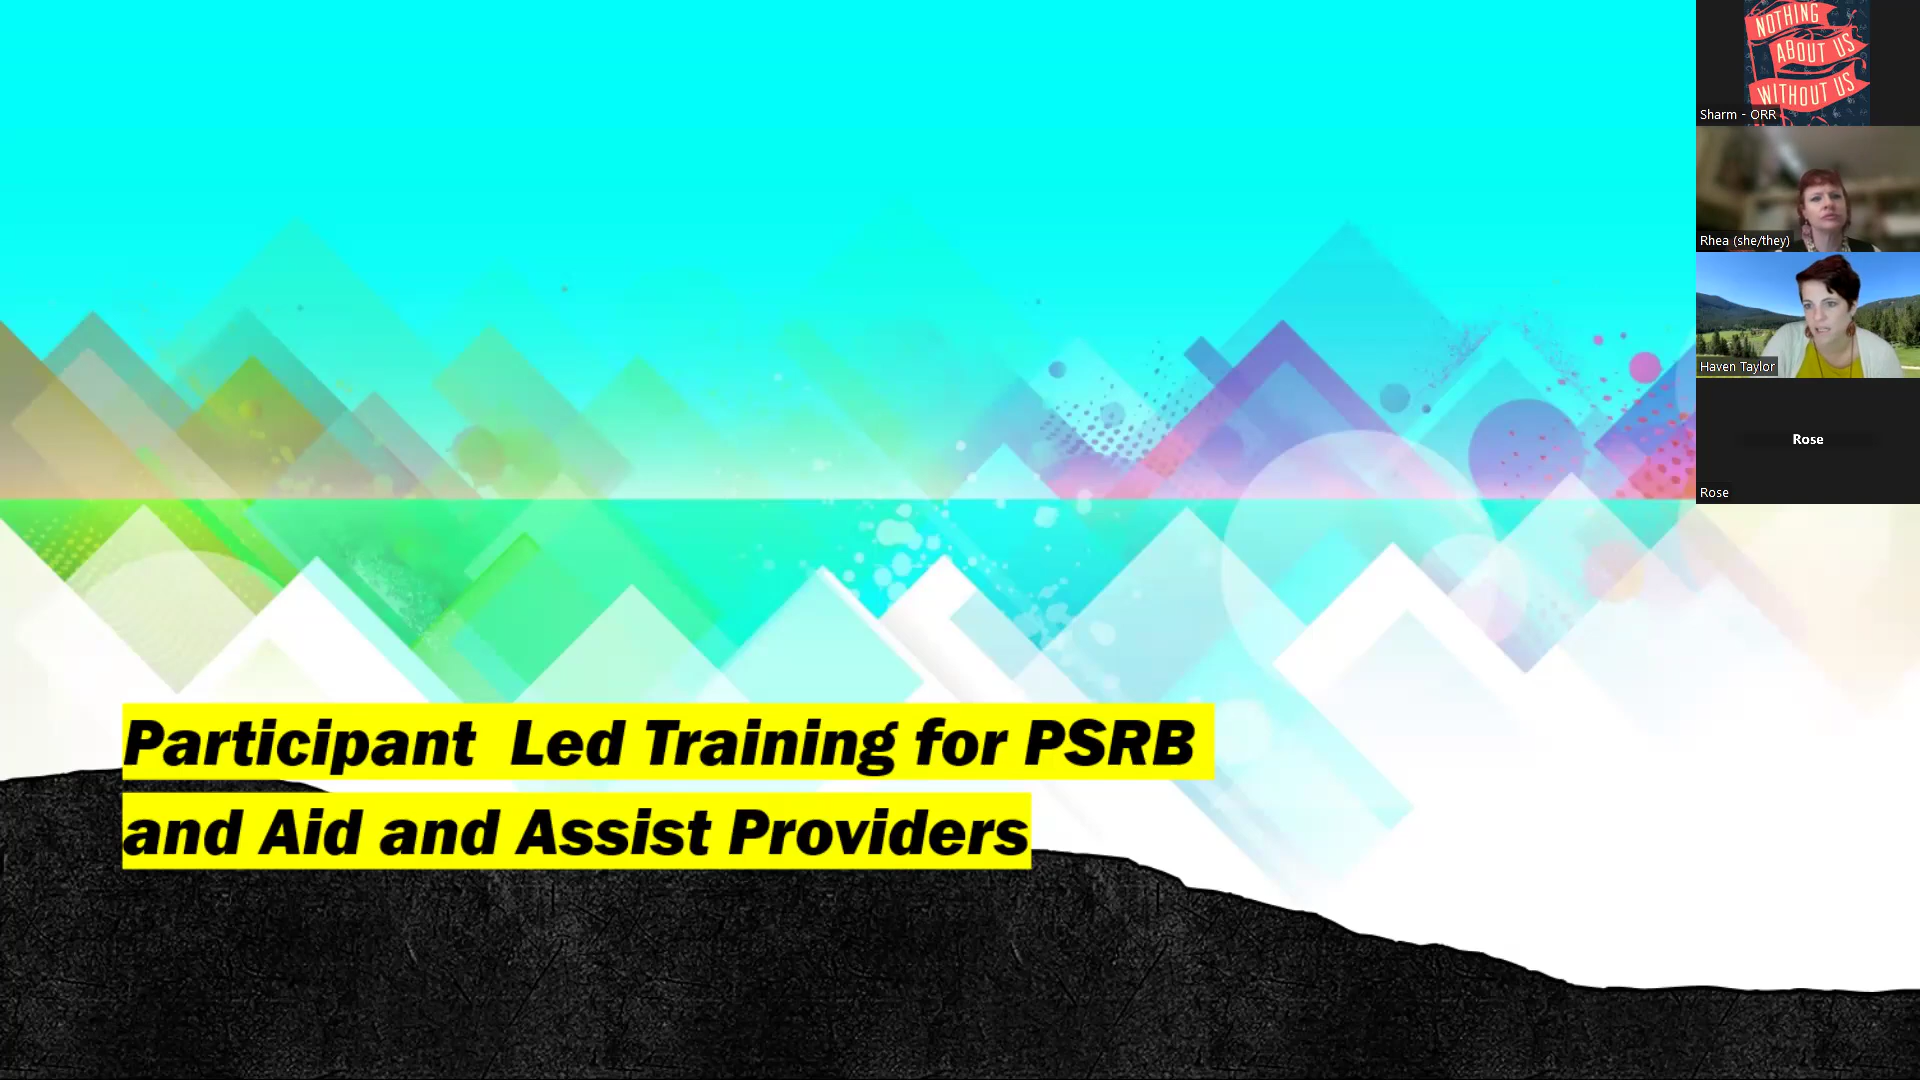 Participant  Led Training for PSRB
and Aid and Assist Providers
NOTHING
ABOUT US
WITHOUT US
Sharm - ORR
Rhea (she/they)
Haven Taylor
Rose
Rose